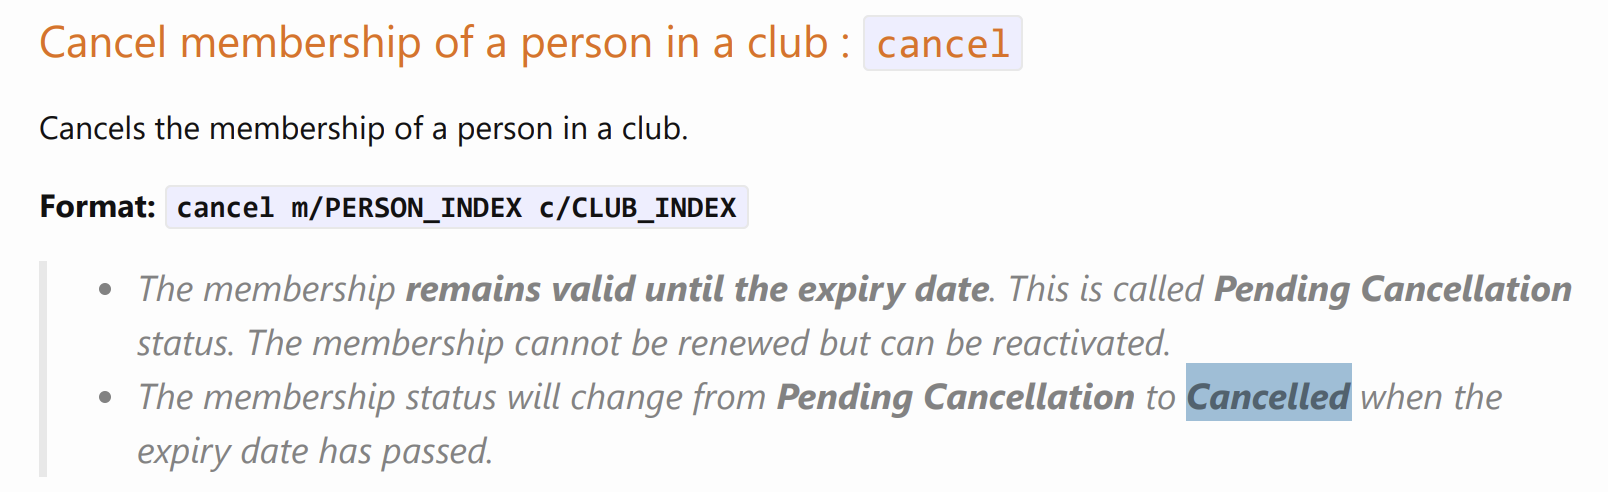 Cancel membership of a person in a club : cancel
Cancels the membership of a person in a club.
Format: cancel m/PERSON_INDEX c/CLUB_INDEX
• The membership remains valid until the expiry date. This is called Pending Cancellation
status. The membership cannot be renewed but can be reactivated.
• The membership status will change from Pending Cancellation to Cancelled when the
expiry date has passed.